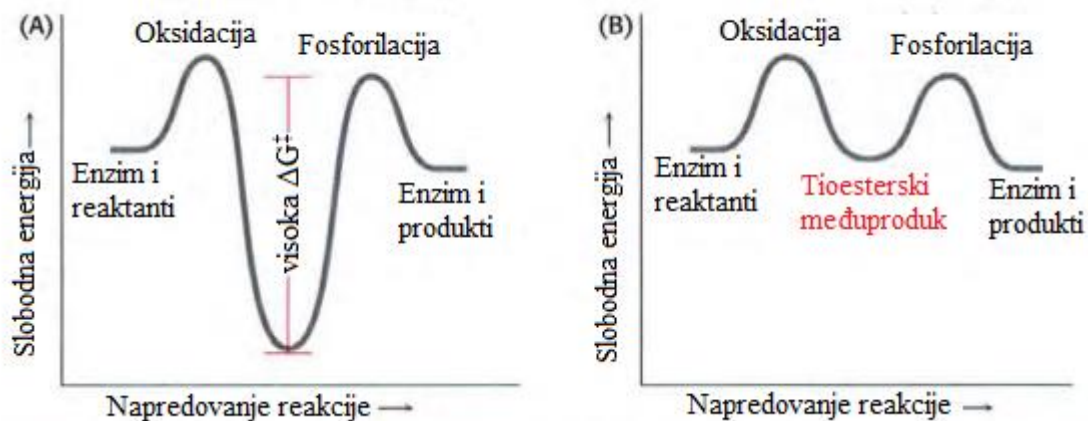 (A)
Oksidacija
Fosforilacija
Slobodna energija →
Enzim i
reaktanti
visoka ΔG‡
Enzim i
produkti
Napredovanje reakcije →
(B)
Oksidacija
Fosforilacija
Slobodna energija →
Enzim i
reaktanti
Tioesterski
međuproduk
Enzim i
produkti
Napredovanje reakcije →